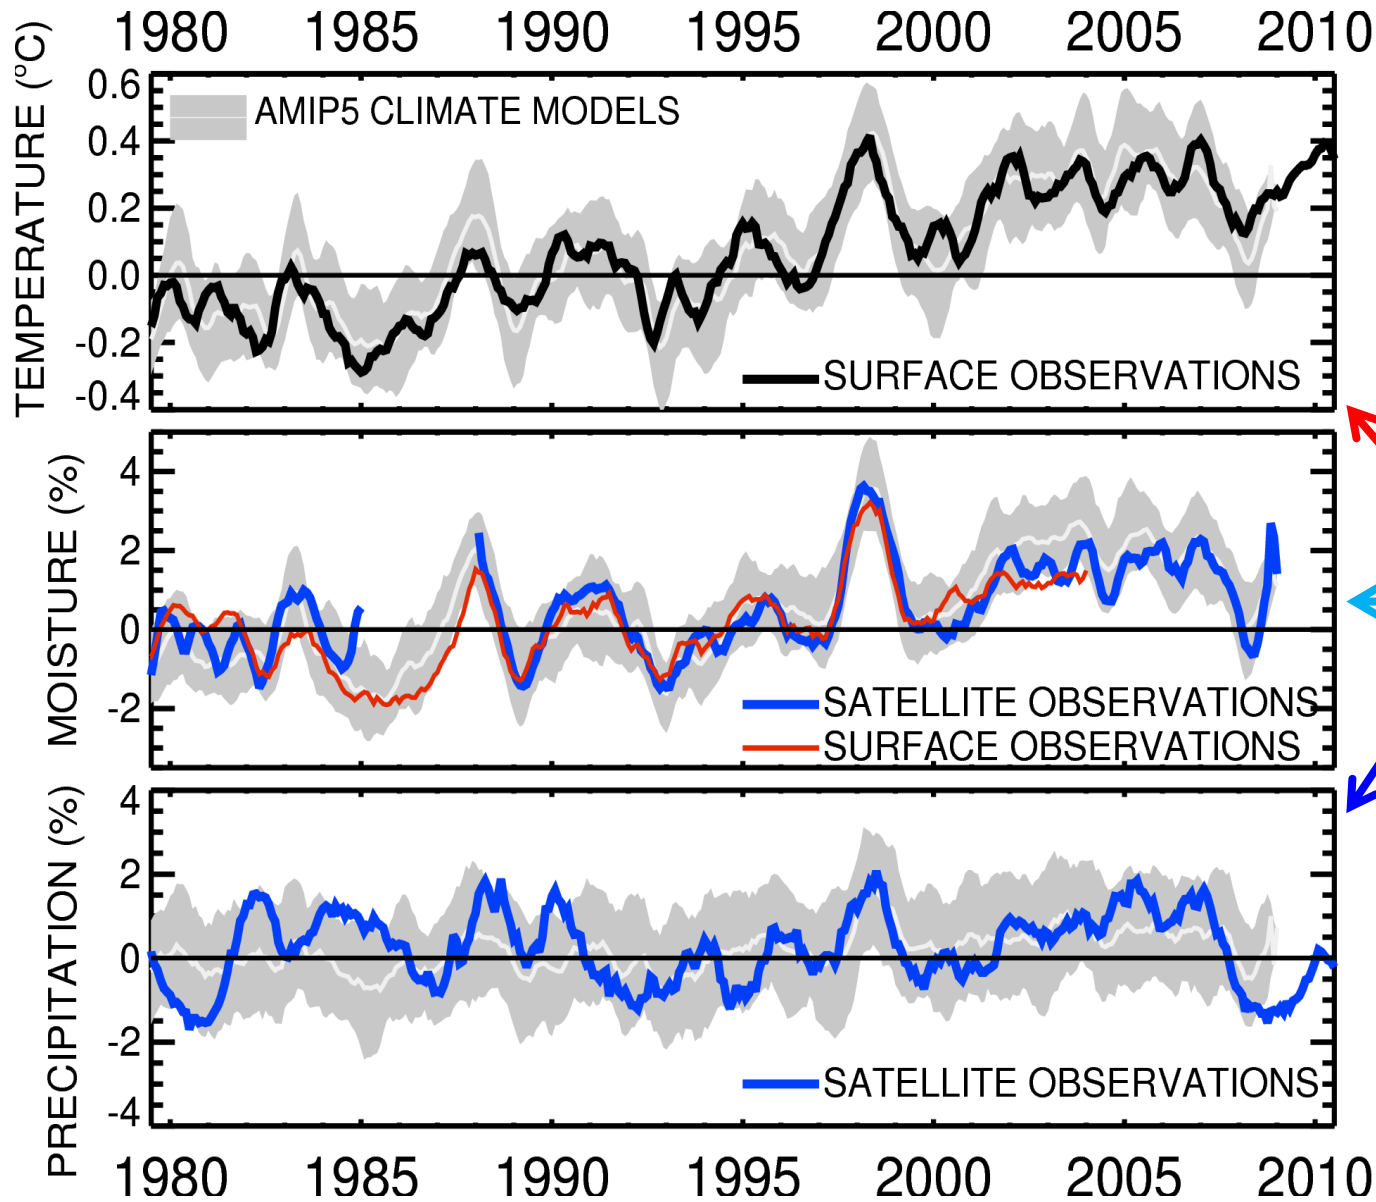 1980 1985 1990 1995 2000 2005 2010
TEMPERATURE (°C)
0.6
0.4
0.2
0.0
-0.2
-0.4
AMIP5 CLIMATE MODELS
SURFACE OBSERVATIONS
MOISTURE (%)
4
2
0
-2
SATELLITE OBSERVATIONS
SURFACE OBSERVATIONS
PRECIPITATION (%)
4
2
0
-2
-4
SATELLITE OBSERVATIONS
1980 1985 1990 1995 2000 2005 2010